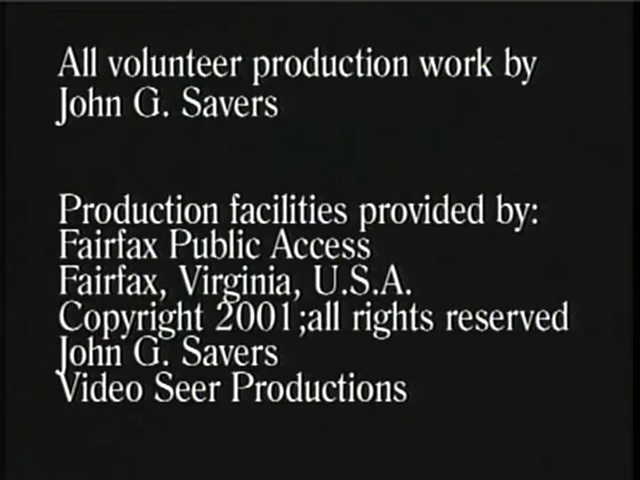 All volunteer production work by
John G. Savers
Production facilities provided by:
Fairfax Public Access
Fairfax, Virginia, U.S.A.
Copyright 2001;all rights reserved
John G. Savers
Video Seer Productions